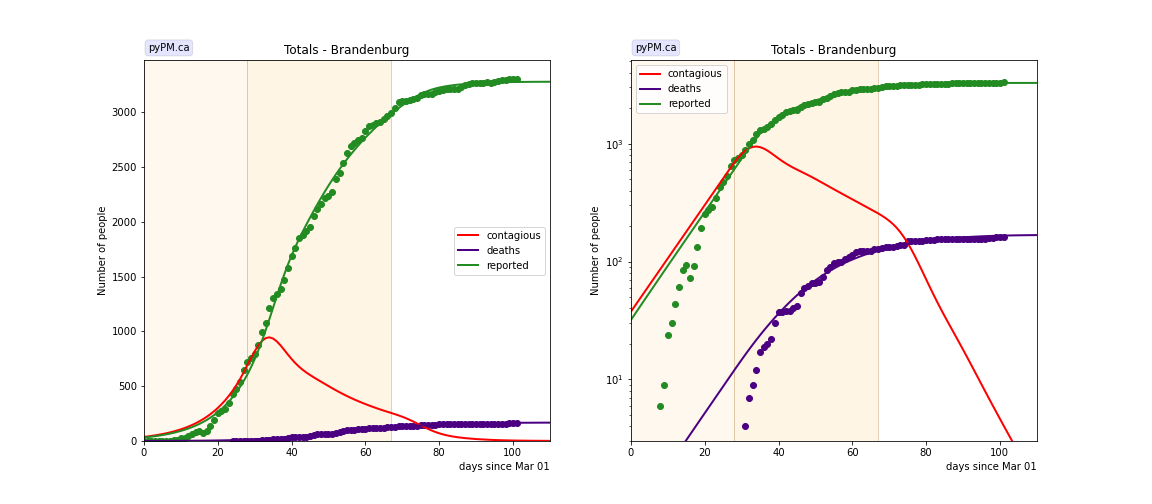 pyPM.ca
Totals - Brandenburg
Number of people
3000
2500
2000
1500
1000
500
0
contagious
deaths
reported
0 20 40 60 80 100
days since Mar 01
pyPM.ca
Totals - Brandenburg
contagious
deaths
reported
Number of people
10³
10²
10¹
0 20 40 60 80 100
days since Mar 01